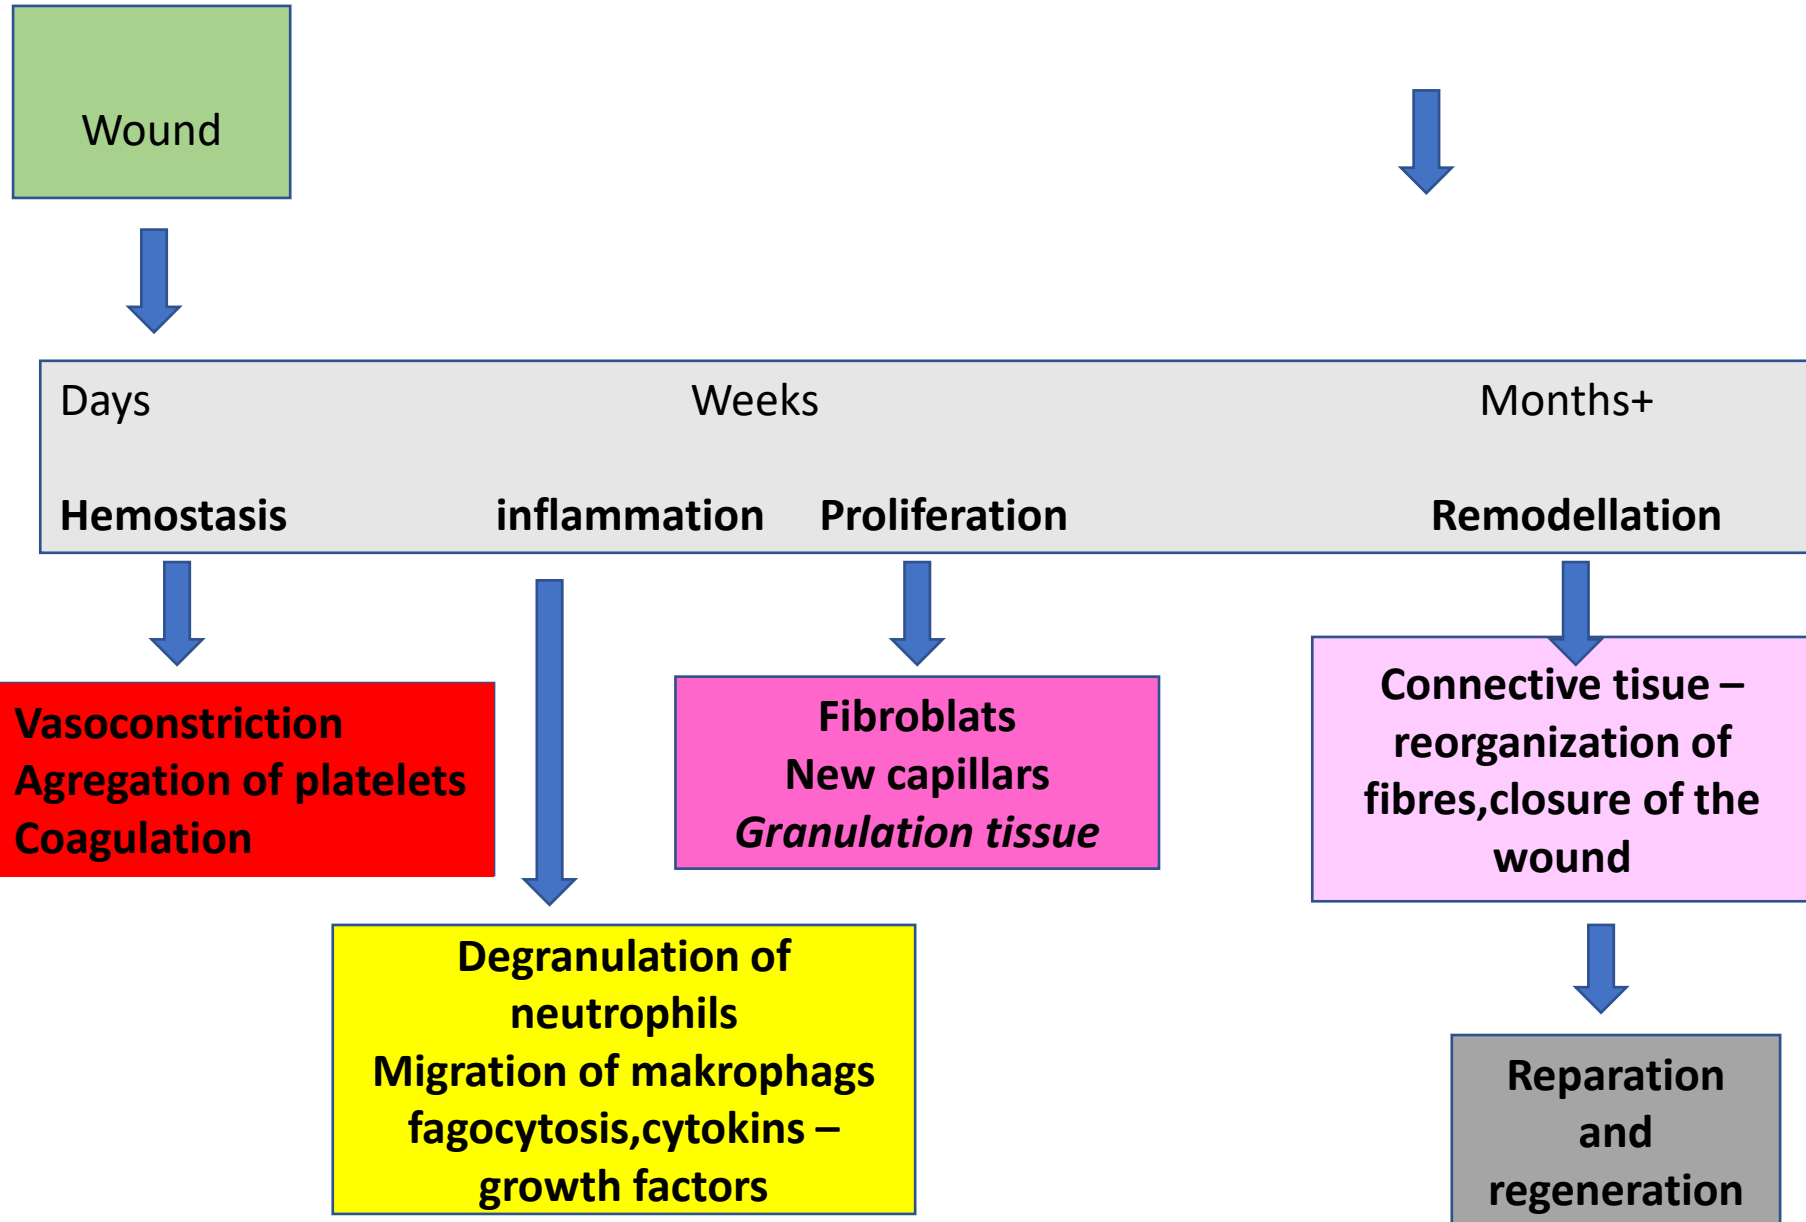 Wound
Days Weeks Months+
Hemostasis inflammation Proliferation Remodellation
Vasoconstriction
Agregation of platelets
Coagulation
Fibroblats
New capillars
Granulation tissue
Connective tisue –
reorganization of
fibres,closure of the
wound
Degranulation of
neutrophils
Migration of makrophags
fagocytosis,cytokins –
growth factors
Reparation
and
regeneration